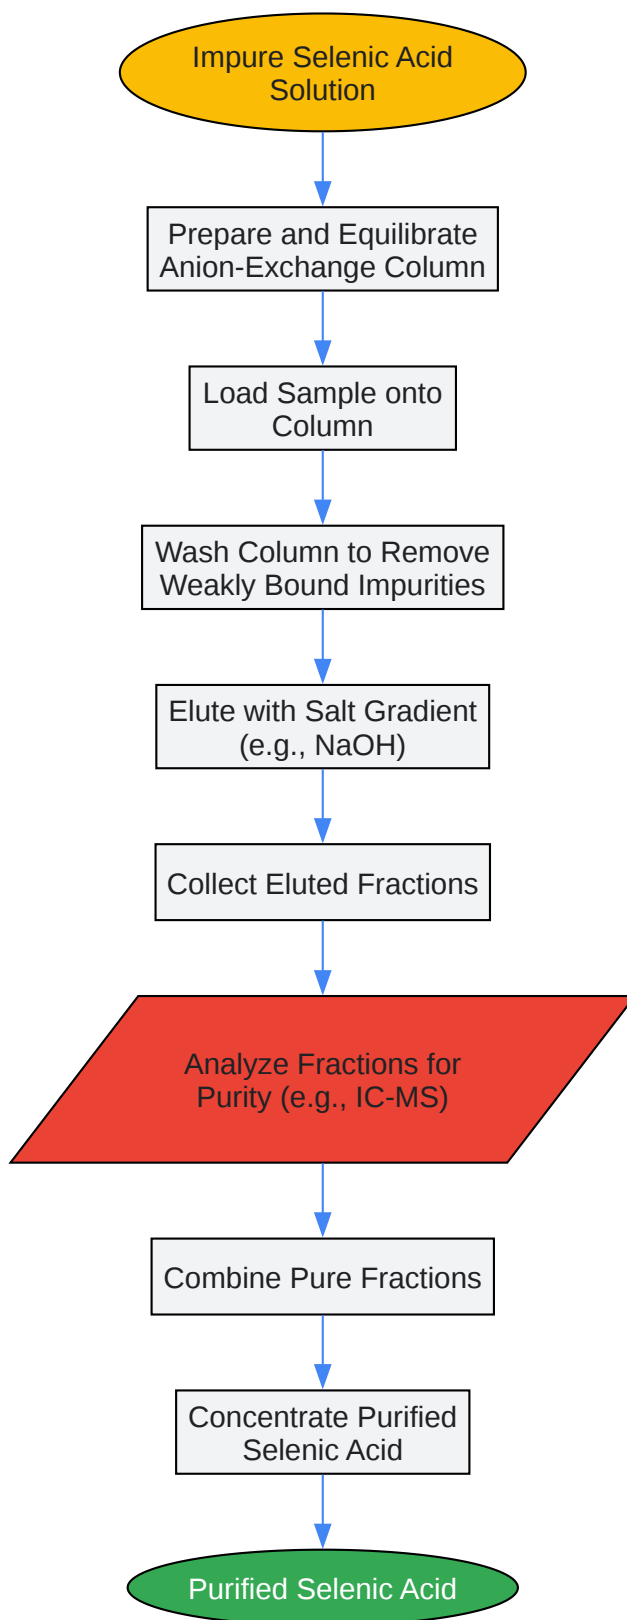 Impure Selenic Acid
Solution
Prepare and Equilibrate
Anion-Exchange Column
Load Sample onto
Column
Wash Column to Remove
Weakly Bound Impurities
Elute with Salt Gradient
(e.g., NaOH)
Collect Eluted Fractions
Analyze Fractions for
Purity (e.g., IC-MS)
Combine Pure Fractions
Concentrate Purified
Selenic Acid
Purified Selenic Acid